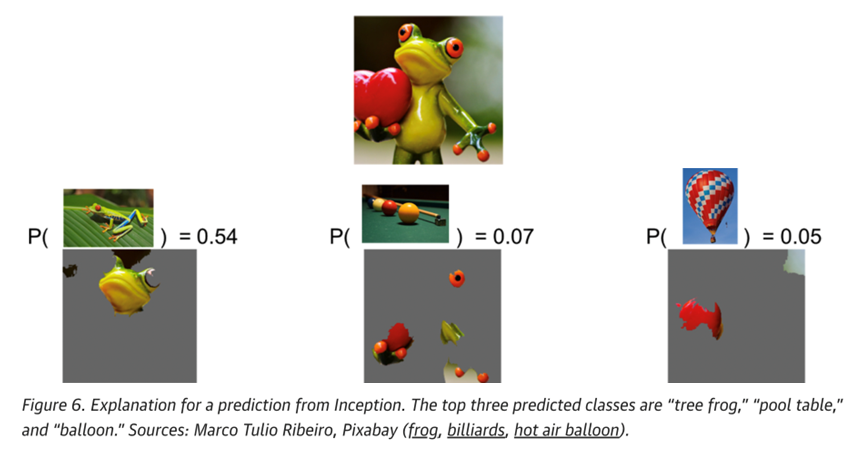 P( ) = 0.54 P( ) = 0.07 P( ) = 0.05
Figure 6. Explanation for a prediction from Inception. The top three predicted classes are “tree frog,” “pool table,”
and “balloon.” Sources: Marco Tulio Ribeiro, Pixabay (frog, billiards, hot air balloon).